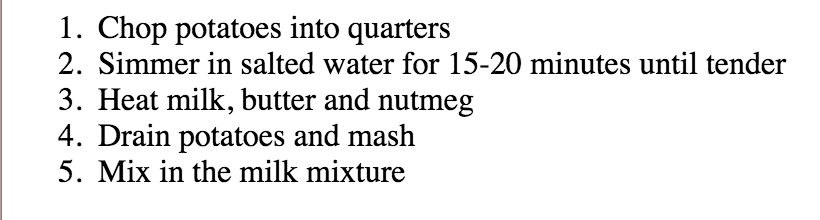 1. Chop potatoes into quarters
2. Simmer in salted water for 15-20 minutes until tender
3. Heat milk, butter and nutmeg
4. Drain potatoes and mash
5. Mix in the milk mixture